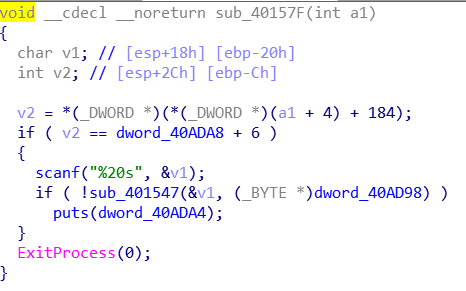 void __cdecl __noreturn sub_40157F(int a1)
{
  char v1; // [esp+18h] [ebp-20h]
  int v2; // [esp+2Ch] [ebp-Ch]

  v2 = *(_DWORD *)(*(_DWORD *)(a1 + 4) + 184);
  if ( v2 == dword_40ADA8 + 6 )
  {
    scanf("%20s", &v1);
    if ( !sub_401547(&v1, (_BYTE *)dword_40AD98) )
      puts(dword_40ADA4);
  }
  ExitProcess(0);
}